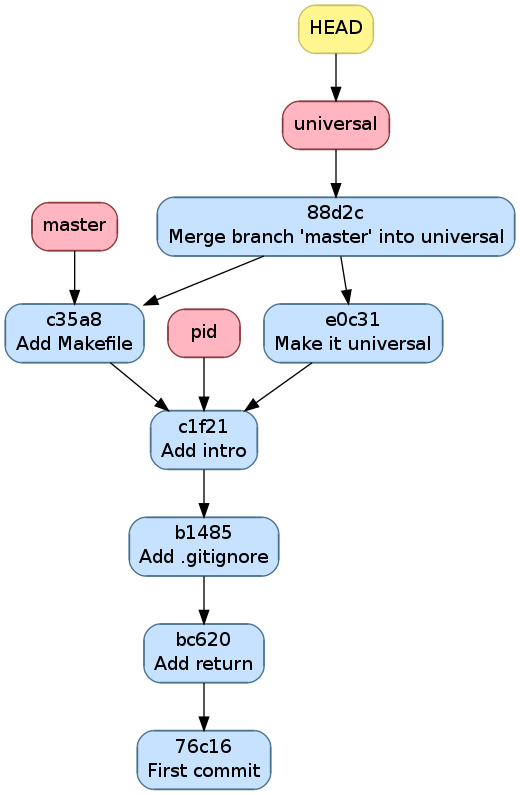 HEAD
universal
88d2c
Merge branch 'master' into universal
master
c35a8
Add Makefile
pid
e0c31
Make it universal
c1f21
Add intro
b1485
Add .gitignore
bc620
Add return
76c16
First commit